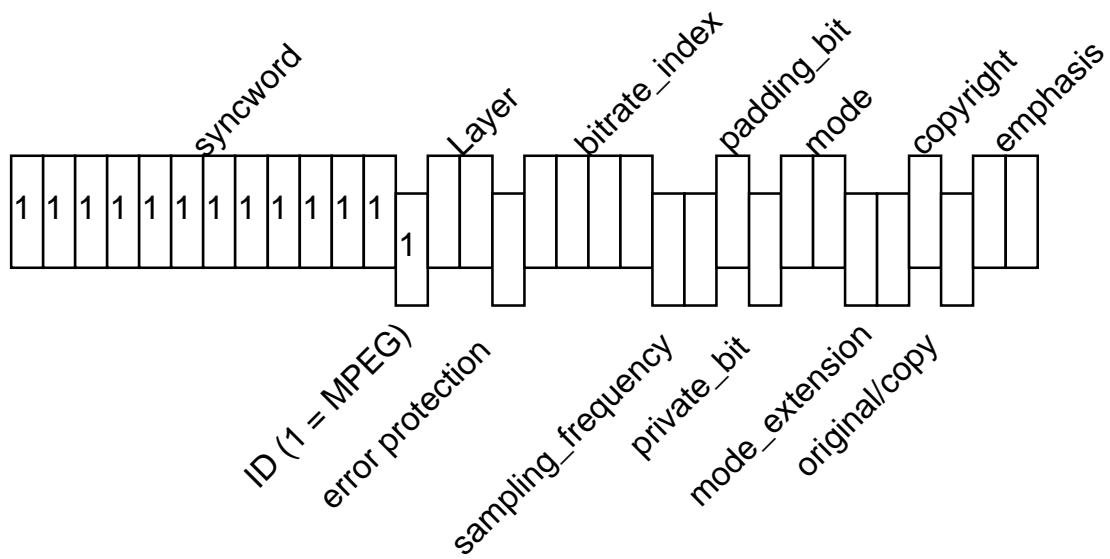 syncword
Layer
bitrate_index
padding_bit
mode
copyright
emphasis
1 1 1 1 1 1 1 1 1 1 1 1
1
ID (1 = MPEG)
error protection
sampling_frequency
private_bit
mode_extension
original/copy